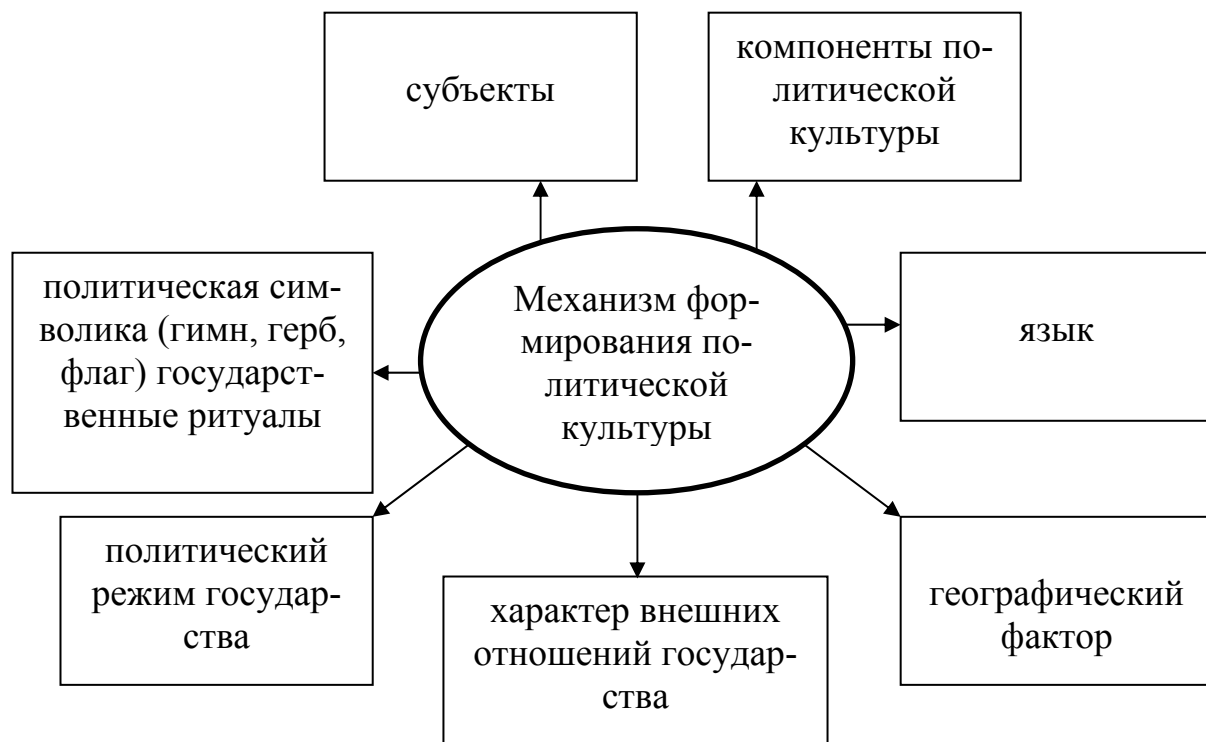 субъекты
компоненты по-
литической
культуры
политическая сим-
волика (гимн, герб,
флаг) государст-
венные ритуалы
Механизм фор-
мирования по-
литической
культуры
язык
политический
режим государ-
ства
характер внешних
отношений государ-
ства
географический
фактор